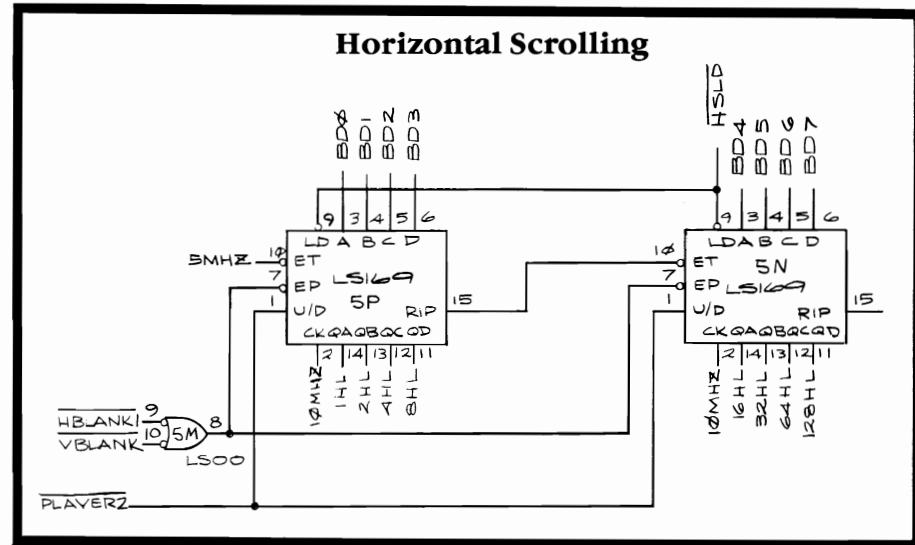 Horizontal Scrolling
HSLD
BDØ
BD1
BD2
BD3
BD4
BD5
BD6
BD7
9 3 4 5 6
LD A B C D
5MHZ 10 ET
7 EP
1 U/D
LS169
5P
RIP 15
CK QA QB QC QD
2 14 13 12 11
1ØMHZ
1HL
2HL
4HL
8HL
9 3 4 5 6
LD A B C D
10 ET
7 EP
1 U/D
5N
LS169
RIP 15
CK QA QB QC QD
2 14 13 12 11
1ØMHZ
16HL
32HL
64HL
128HL
HBLANK1 9
VBLANK 10
5M 8
LS00
PLAYER2